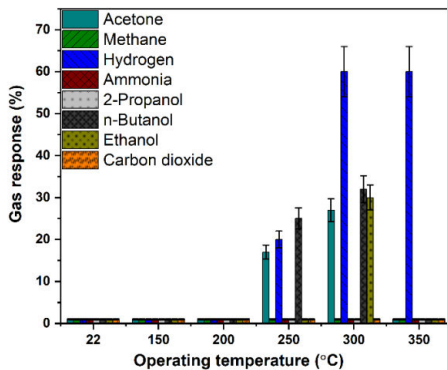 Acetone
Methane
Hydrogen
Ammonia
2-Propanol
n-Butanol
Ethanol
Carbon dioxide
Gas response (%)
70
60
50
40
30
20
10
0
22 150 200 250 300 350
Operating temperature (°C)